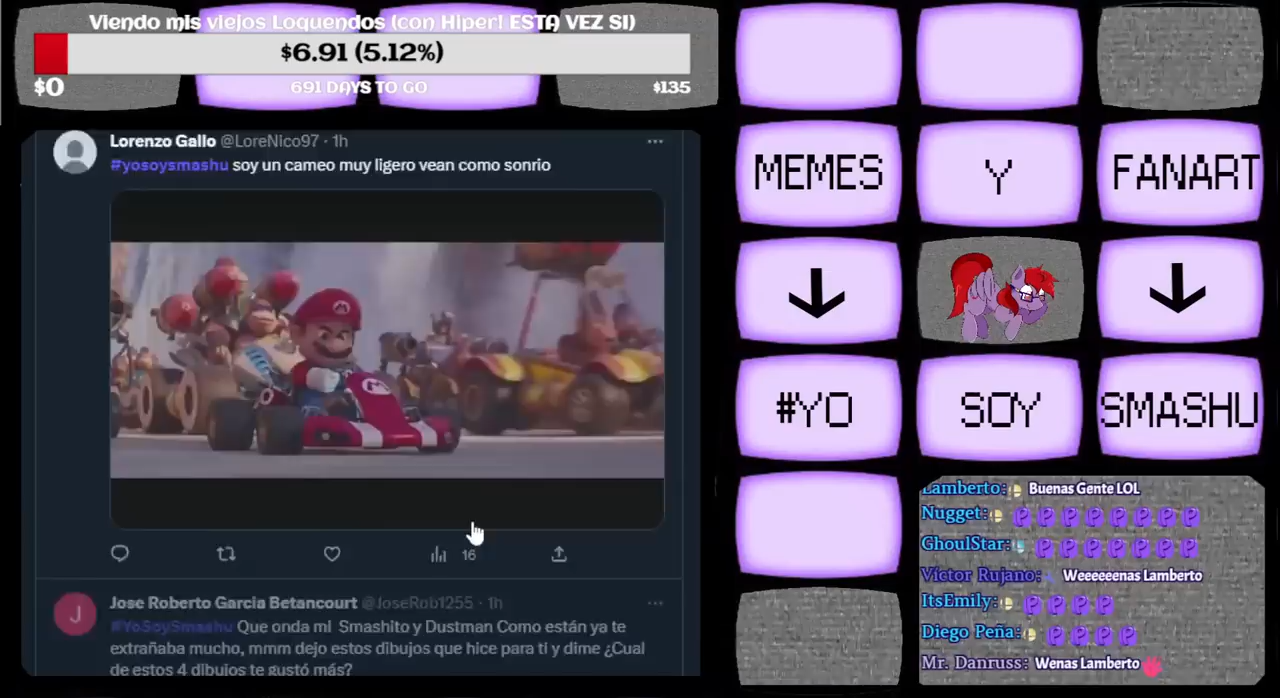 Viendo mis viejos Loquendos (con Hiper! ESTA VEZ SI)
$6.91 (5.12%)
$0
691 DAYS TO GO
$135
Lorenzo Gallo @LoreNico97 · 1h
#yosoysmashu soy un cameo muy ligero vean como sonrio
16
J
Jose Roberto Garcia Betancourt @JoseRob1255 · 1h
#YoSoySmashu Que onda mI Smashito y Dustman Como están ya te
extrañaba mucho, mmm dejo estos dibujos que hice para ti y dime ¿Cual
de estos 4 dibujos te gustó más?
MEMES Y FANART
#YO SOY SMASHU
Lamberto: Buenas Gente LOL
Nugget:
GhoulStar:
Víctor Rujano: Weeeeeenas Lamberto
ItsEmily:
Diego Peña:
Mr. Danruss: Wenas Lamberto